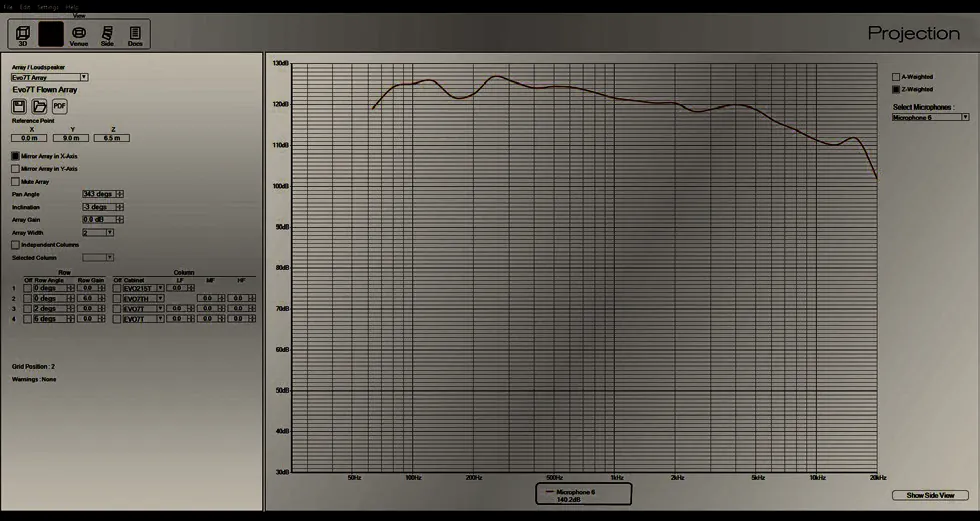 File Edit Settings Help
View
3D Venue Side Docs
Projection
Array / Loudspeaker
Evo7T Array
Evo7T Flown Array
PDF
Reference Point
X Y Z
0.0 m 9.0 m 6.5 m
Mirror Array in X-Axis
Mirror Array in Y-Axis
Mute Array
Pan Angle 343 degs
Inclination -3 degs
Array Gain 0.0 dB
Array Width 2
Independent Columns
Selected Column
Row Column
Off Row Angle Row Gain Off Cabinet LF MF HF
1 0 degs 0.0 EVO215T 0.0
2 0 degs 6.0 EVO7TH 0.0 0.0
3 2 degs 0.0 EVO7T 0.0 0.0 0.0
4 6 degs 0.0 EVO7T 0.0 0.0 0.0
Grid Position : 2
Warnings : None
130dB
120dB
110dB
100dB
90dB
80dB
70dB
60dB
50dB
40dB
30dB
50Hz 100Hz 200Hz 500Hz 1kHz 2kHz 5kHz 10kHz 20kHz
Microphone 6
140.2dB
A-Weighted
Z-Weighted
Select Microphones :
Microphone 6
Show Side View